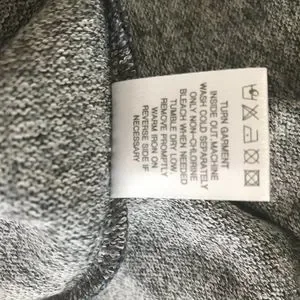 TURN GARMENT
INSIDE OUT.MACHINE
WASH COLD SEPARATELY
ONLY NON-CHLORINE
BLEACH WHEN NEEDED
TUMBLE DRY LOW
REMOVE PROMPTLY
WARM IRON ON
REVERSE SIDE IF
NECESSARY